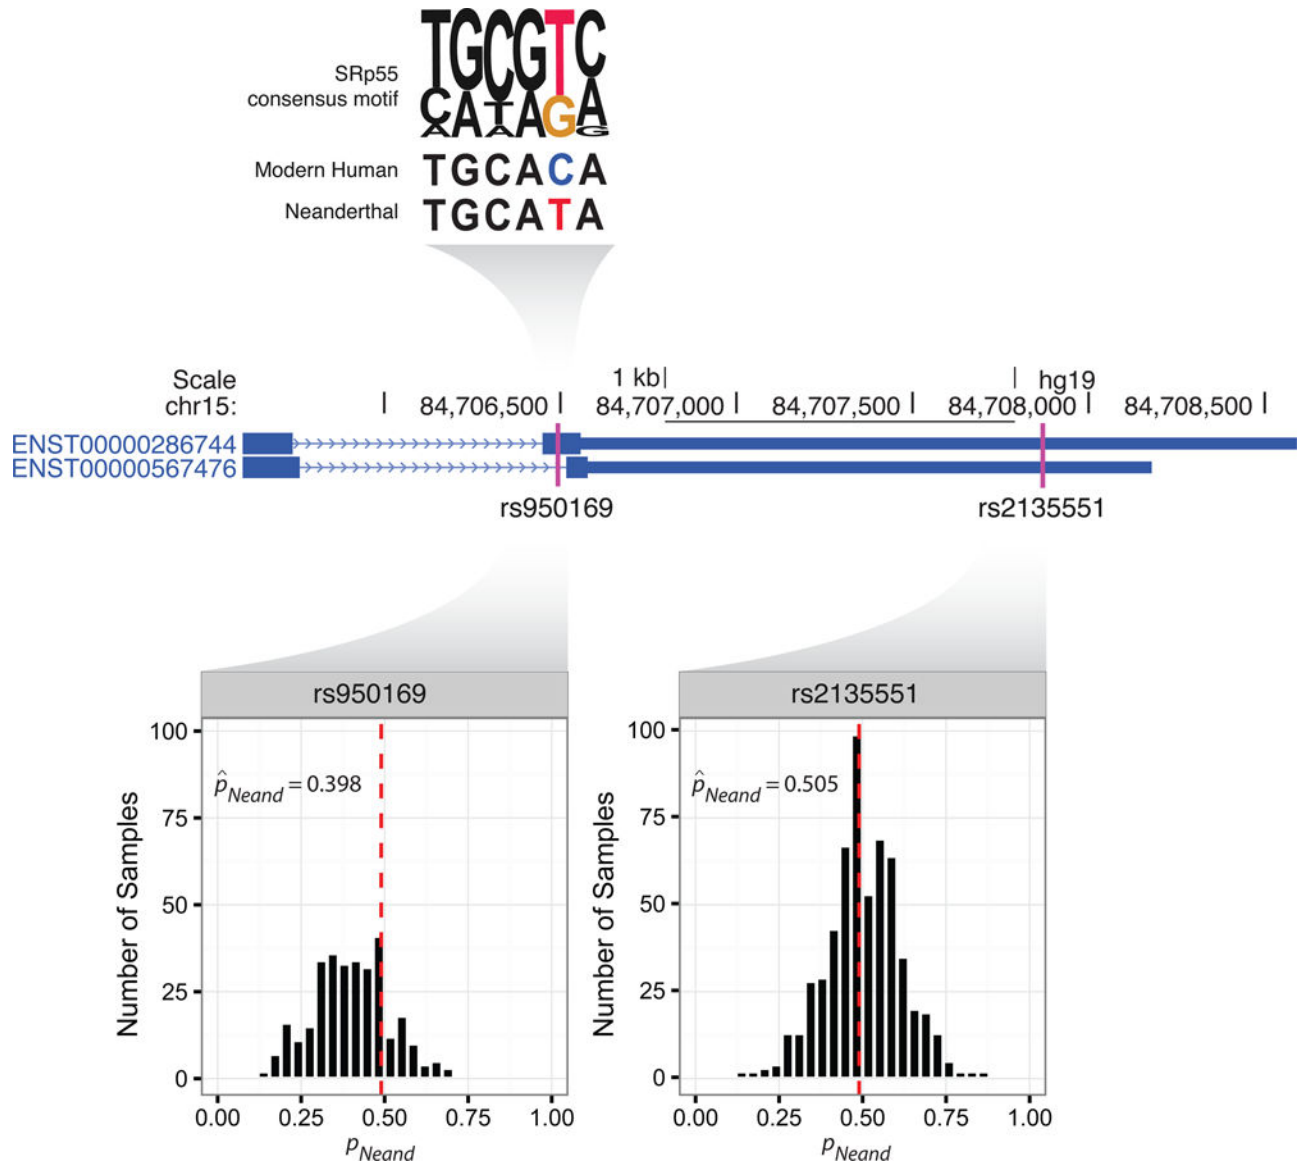 TGCGTC
CATAGA
AAG
SRp55
consensus motif
Modern Human TGCACA
Neanderthal TGCATA
Scale 1 kb hg19
chr15: 84,706,500 84,707,000 84,707,500 84,708,000 84,708,500
ENST00000286744
ENST00000567476
rs950169 rs2135551
rs950169
100
75
50
25
0
p̂Neand = 0.398
Number of Samples
0.00 0.25 0.50 0.75 1.00
pNeand
rs2135551
100
75
50
25
0
p̂Neand = 0.505
Number of Samples
0.00 0.25 0.50 0.75 1.00
pNeand